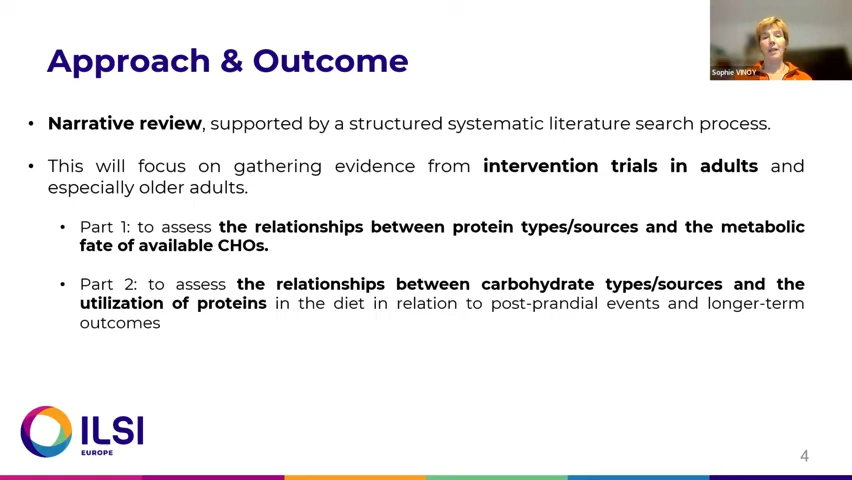 Approach & Outcome
Sophie VINOY
• Narrative review, supported by a structured systematic literature search process.
• This will focus on gathering evidence from intervention trials in adults and
especially older adults.
• Part 1: to assess the relationships between protein types/sources and the metabolic
fate of available CHOs.
• Part 2: to assess the relationships between carbohydrate types/sources and the
utilization of proteins in the diet in relation to post-prandial events and longer-term
outcomes
ILSI
EUROPE
4